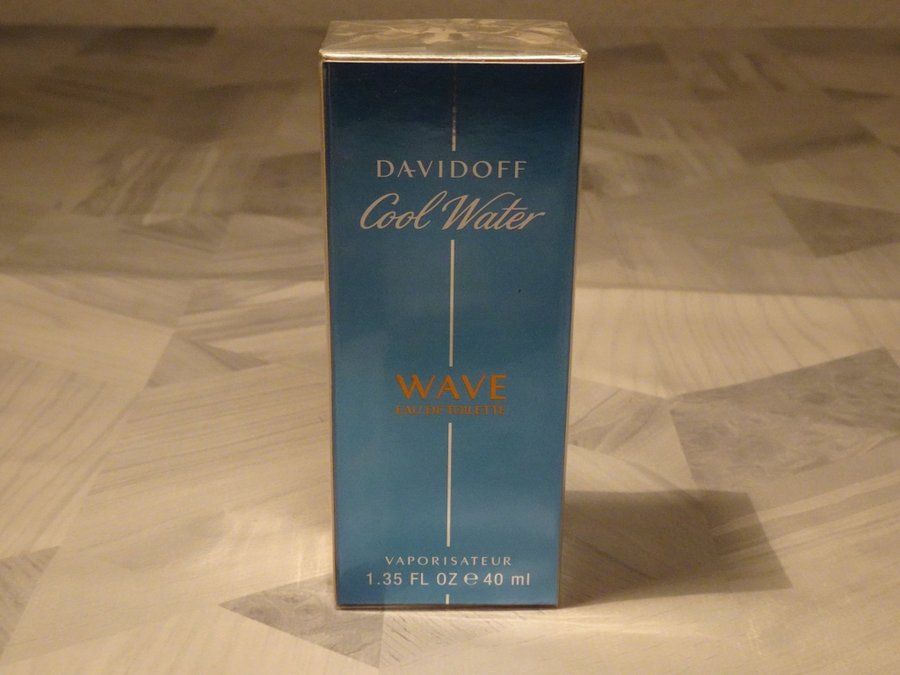 DAVIDOFF
Cool Water
WAVE
EAU DE TOILETTE
VAPORISATEUR
1.35 FL OZ ℮ 40 ml